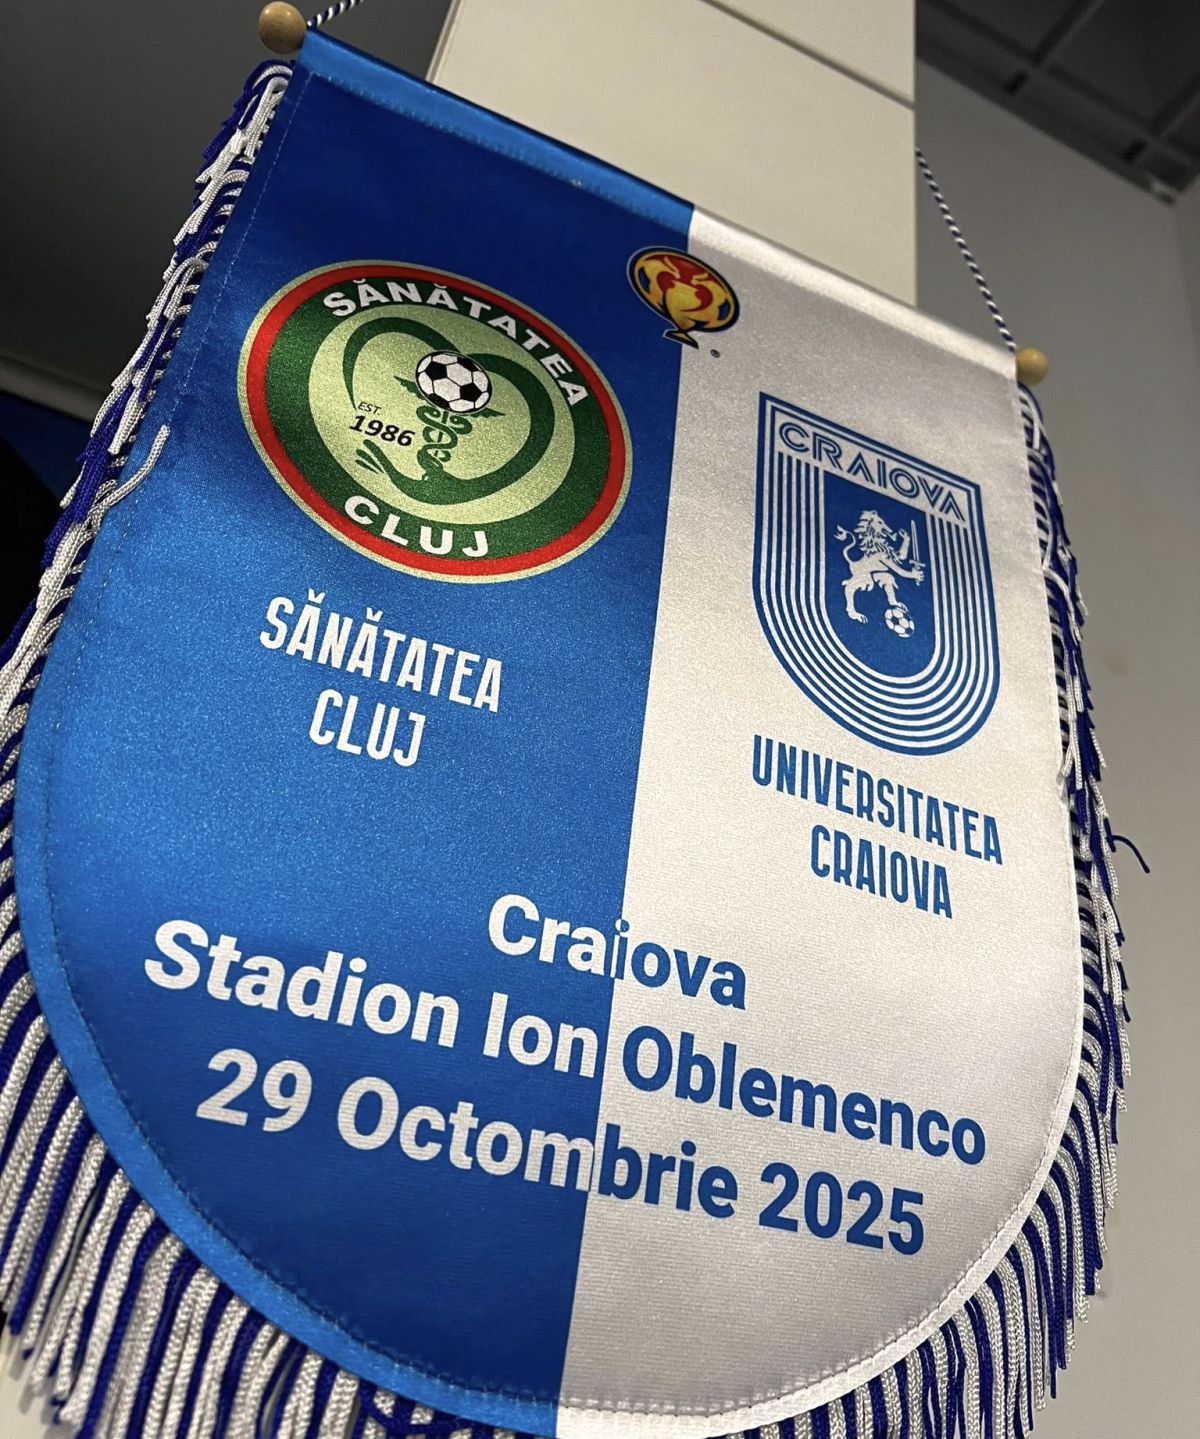 SĂNĂTATEA
EST.
1986
CLUJ
SĂNĂTATEA
CLUJ
CRAIOVA
UNIVERSITATEA
CRAIOVA
Craiova
Stadion Ion Oblemenco
29 Octombrie 2025